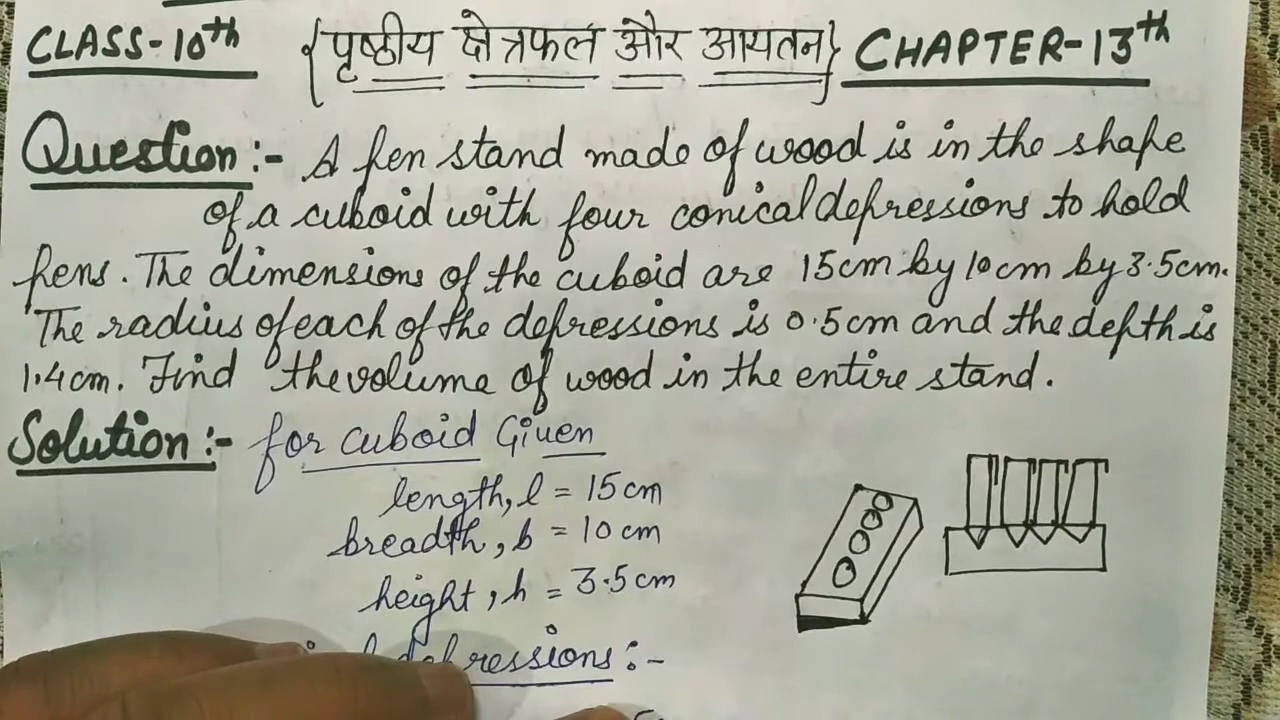 CLASS-10th {पृष्ठीय क्षेत्रफल और आयतन} CHAPTER-13th
Question:- A pen stand made of wood is in the shape
of a cuboid with four conical depressions to hold
pens. The dimensions of the cuboid are 15cm by 10cm by 3.5cm.
The radius of each of the depressions is 0.5cm and the depth is
1.4cm. Find the volume of wood in the entire stand.
Solution:- for cuboid Given
length, l = 15cm
breadth, b = 10cm
height, h = 3.5cm
depressions:-